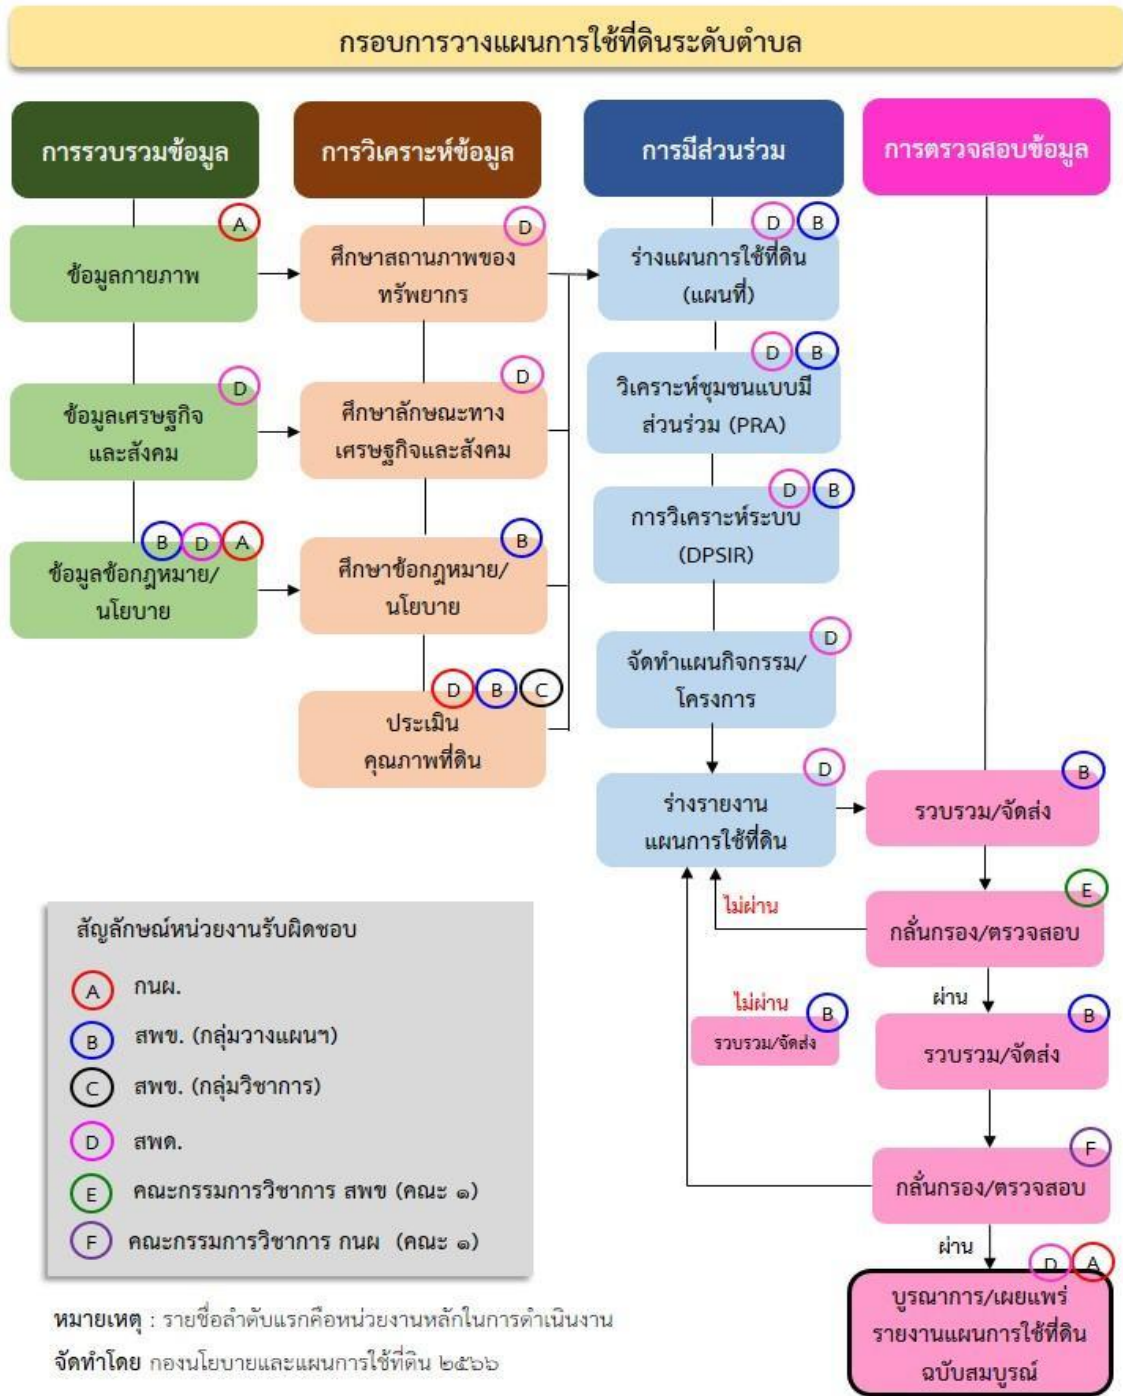 กรอบการวางแผนการใช้ที่ดินระดับตำบล
การรวบรวมข้อมูล
A
ข้อมูลกายภาพ
D
ข้อมูลเศรษฐกิจ
และสังคม
B D A
ข้อมูลข้อกฎหมาย/
นโยบาย
การวิเคราะห์ข้อมูล
D
ศึกษาสถานภาพของ
ทรัพยากร
D
ศึกษาลักษณะทาง
เศรษฐกิจและสังคม
B
ศึกษาข้อกฎหมาย/
นโยบาย
D B C
ประเมิน
คุณภาพที่ดิน
การมีส่วนร่วม
D B
ร่างแผนการใช้ที่ดิน
(แผนที่)
D B
วิเคราะห์ชุมชนแบบมี
ส่วนร่วม (PRA)
D B
การวิเคราะห์ระบบ
(DPSIR)
D
จัดทำแผนกิจกรรม/
โครงการ
D
ร่างรายงาน
แผนการใช้ที่ดิน
การตรวจสอบข้อมูล
B
รวบรวม/จัดส่ง
E
กลั่นกรอง/ตรวจสอบ
ไม่ผ่าน
ผ่าน
B
รวบรวม/จัดส่ง
F
กลั่นกรอง/ตรวจสอบ
ไม่ผ่าน
B
รวบรวม/จัดส่ง
ผ่าน
D A
บูรณาการ/เผยแพร่
รายงานแผนการใช้ที่ดิน
ฉบับสมบูรณ์
สัญลักษณ์หน่วยงานรับผิดชอบ
A กนผ.
B สพข. (กลุ่มวางแผนฯ)
C สพข. (กลุ่มวิชาการ)
D สพด.
E คณะกรรมการวิชาการ สพข (คณะ ๑)
F คณะกรรมการวิชาการ กนผ (คณะ ๑)
หมายเหตุ : รายชื่อลำดับแรกคือหน่วยงานหลักในการดำเนินงาน
จัดทำโดย กองนโยบายและแผนการใช้ที่ดิน ๒๕๖๖